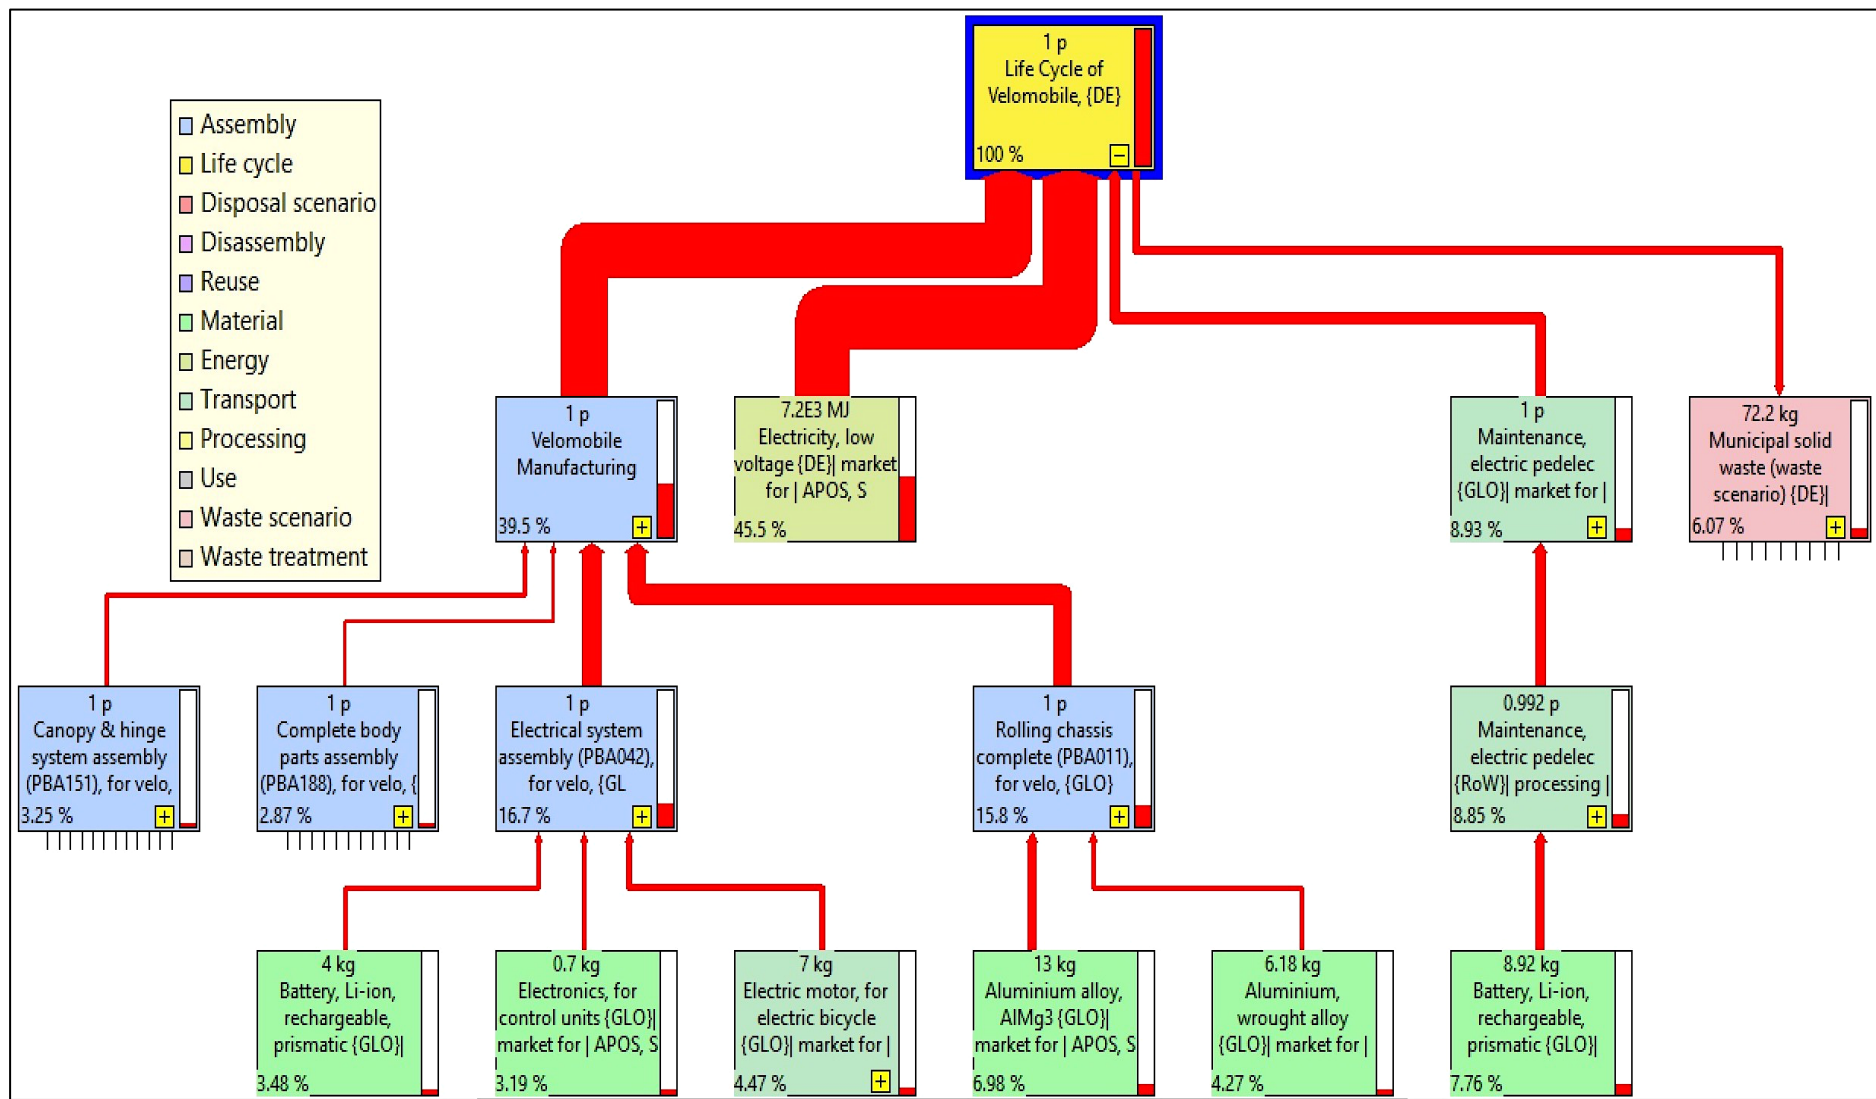 1 p
Life Cycle of
Velomobile, {DE}
100 %
Assembly
Life cycle
Disposal scenario
Disassembly
Reuse
Material
Energy
Transport
Processing
Use
Waste scenario
Waste treatment
1 p
Velomobile
Manufacturing
39.5 %
7.2E3 MJ
Electricity, low
voltage {DE}| market
for | APOS, S
45.5 %
1 p
Maintenance,
electric pedelec
{GLO}| market for |
8.93 %
72.2 kg
Municipal solid
waste (waste
scenario) {DE}|
6.07 %
1 p
Canopy & hinge
system assembly
(PBA151), for velo,
3.25 %
1 p
Complete body
parts assembly
(PBA188), for velo, {
2.87 %
1 p
Electrical system
assembly (PBA042),
for velo, {GL
16.7 %
1 p
Rolling chassis
complete (PBA011),
for velo, {GLO}
15.8 %
0.992 p
Maintenance,
electric pedelec
{RoW}| processing |
8.85 %
4 kg
Battery, Li-ion,
rechargeable,
prismatic {GLO}|
3.48 %
0.7 kg
Electronics, for
control units {GLO}|
market for | APOS, S
3.19 %
7 kg
Electric motor, for
electric bicycle
{GLO}| market for |
4.47 %
13 kg
Aluminium alloy,
AlMg3 {GLO}|
market for | APOS, S
6.98 %
6.18 kg
Aluminium,
wrought alloy
{GLO}| market for |
4.27 %
8.92 kg
Battery, Li-ion,
rechargeable,
prismatic {GLO}|
7.76 %